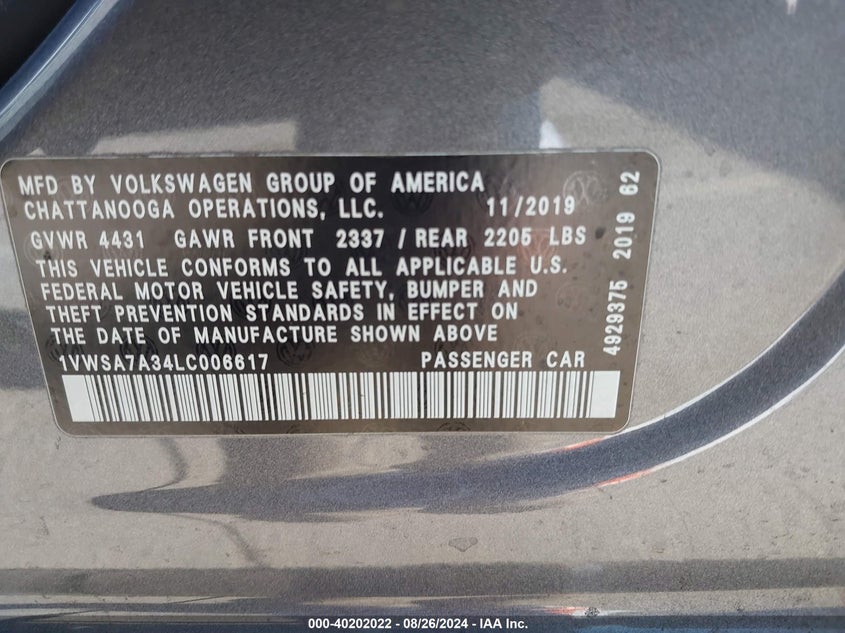 MFD BY VOLKSWAGEN GROUP OF AMERICA
CHATTANOOGA OPERATIONS, LLC. 11/2019
GVWR 4431 GAWR FRONT 2337 / REAR 2205 LBS
THIS VEHICLE CONFORMS TO ALL APPLICABLE U.S.
FEDERAL MOTOR VEHICLE SAFETY, BUMPER AND
THEFT PREVENTION STANDARDS IN EFFECT ON
THE DATE OF MANUFACTURE SHOWN ABOVE
1VWSA7A34LC006617 PASSENGER CAR
4929375 2019 62
000-40202022 - 08/26/2024 - IAA Inc.